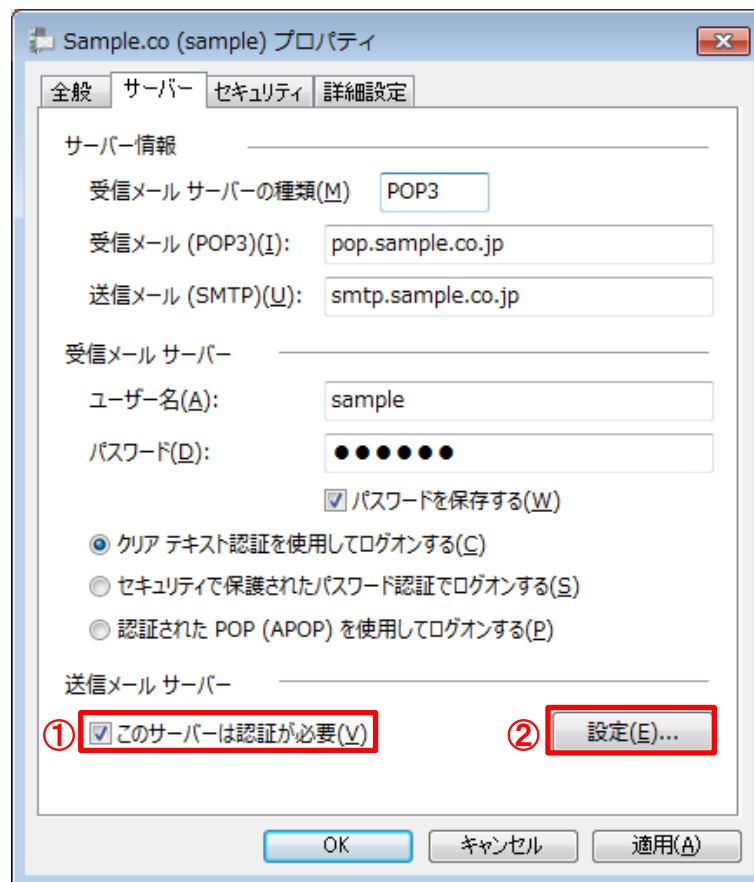 Sample.co (sample) プロパティ
全般 サーバー セキュリティ 詳細設定
サーバー情報
受信メール サーバーの種類(M) POP3
受信メール (POP3)(I): pop.sample.co.jp
送信メール (SMTP)(U): smtp.sample.co.jp
受信メール サーバー
ユーザー名(A): sample
パスワード(D): ●●●●●●
パスワードを保存する(W)
クリア テキスト認証を使用してログオンする(C)
セキュリティで保護されたパスワード認証でログオンする(S)
認証された POP (APOP) を使用してログオンする(P)
送信メール サーバー
① このサーバーは認証が必要(V) ② 設定(E)...
OK キャンセル 適用(A)